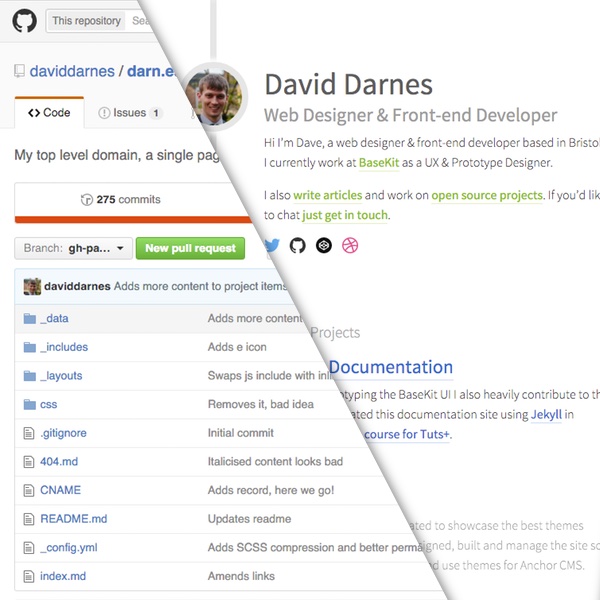 This repository
daviddarnes / darn.e
Code
Issues 1
My top level domain, a single pag
275 commits
Branch: gh-pa...
New pull request
daviddarnes Adds more content to project items
_data Adds more content
_includes Adds e icon
_layouts Swaps js include with inli
css Removes it, bad idea
.gitignore Initial commit
404.md Italicised content looks bad
CNAME Adds record, here we go!
README.md Updates readme
_config.yml Adds SCSS compression and better perma
index.md Amends links
David Darnes
Web Designer & Front-end Developer
Hi I'm Dave, a web designer & front-end developer based in Bristo
I currently work at BaseKit as a UX & Prototype Designer.
I also write articles and work on open source projects. If you'd lik
to chat just get in touch.
Projects
Documentation
otyping the BaseKit UI I also heavily contribute to th
ated this documentation site using Jekyll in
course for Tuts+.
ated to showcase the best themes
igned, built and manage the site so
d use themes for Anchor CMS.